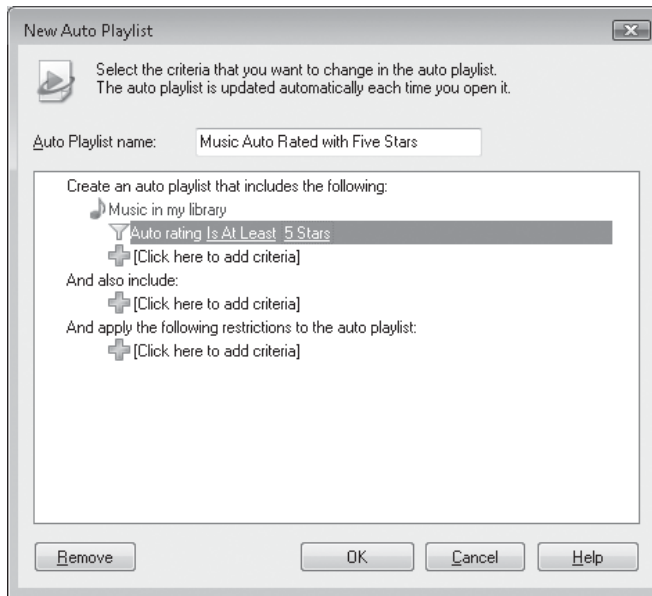 New Auto Playlist
Select the criteria that you want to change in the auto playlist.
The auto playlist is updated automatically each time you open it.
Auto Playlist name: Music Auto Rated with Five Stars
Create an auto playlist that includes the following:
Music in my library
Auto rating Is At Least 5 Stars
[Click here to add criteria]
And also include:
[Click here to add criteria]
And apply the following restrictions to the auto playlist:
[Click here to add criteria]
Remove OK Cancel Help